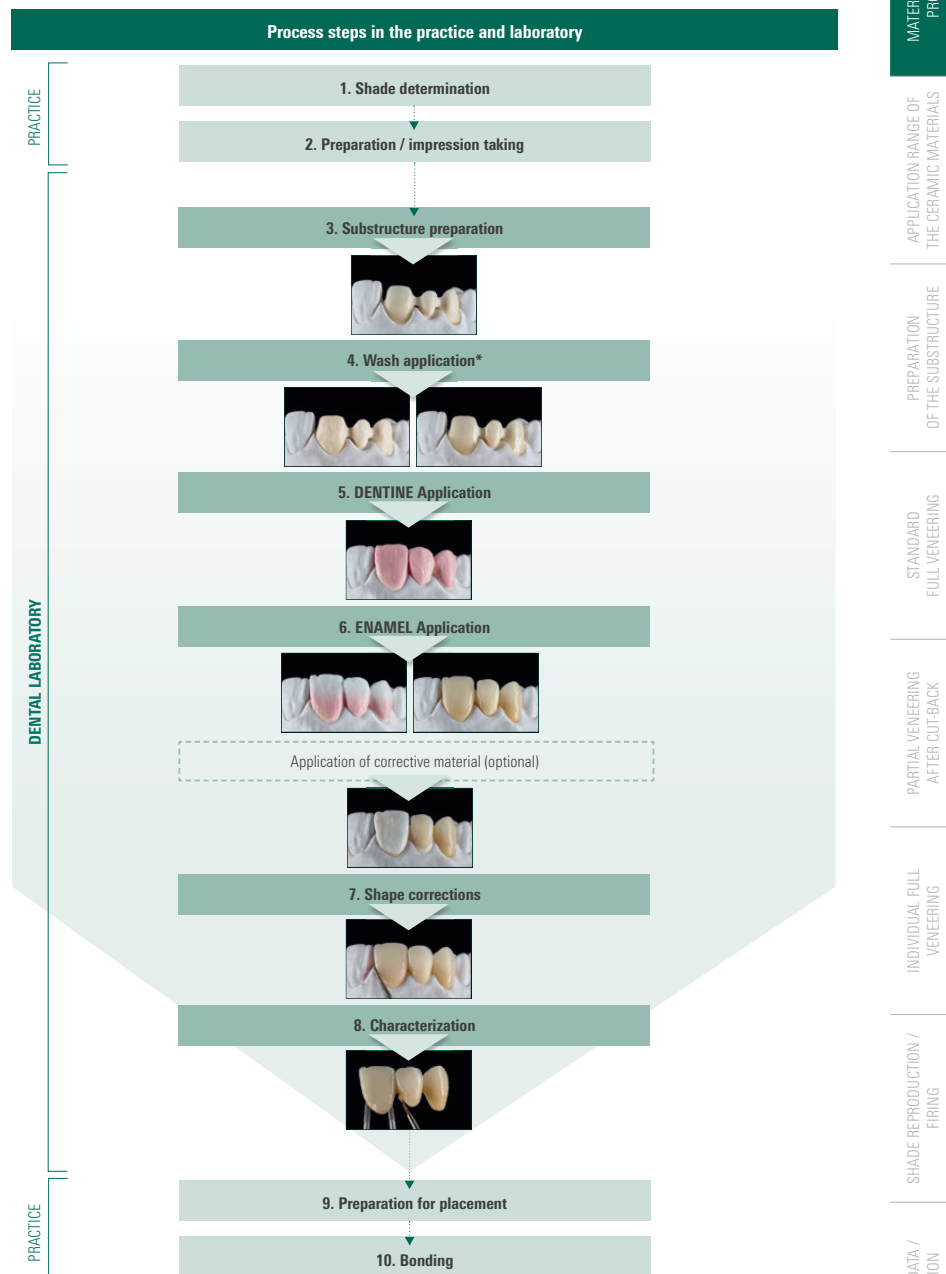 Process steps in the practice and laboratory
PRACTICE
1. Shade determination
2. Preparation / impression taking
DENTAL LABORATORY
3. Substructure preparation
4. Wash application*
5. DENTINE Application
6. ENAMEL Application
Application of corrective material (optional)
7. Shape corrections
8. Characterization
PRACTICE
9. Preparation for placement
10. Bonding
APPLICATION RANGE OF
THE CERAMIC MATERIALS
PREPARATION
OF THE SUBSTRUCTURE
STANDARD
FULL VENEERING
PARTIAL VENEERING
AFTER CUT-BACK
INDIVIDUAL FULL
VENEERING
SHADE REPRODUCTION /
FIRING